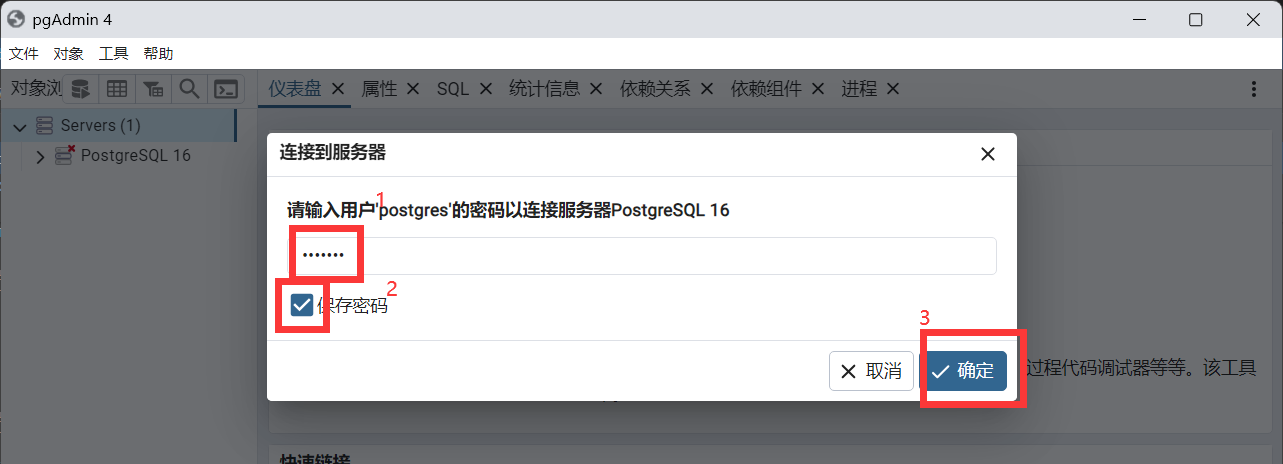 pgAdmin 4
文件 对象 工具 帮助
对象浏
仪表盘 属性 SQL 统计信息 依赖关系 依赖组件 进程
Servers (1)
PostgreSQL 16
连接到服务器
1
请输入用户'postgres'的密码以连接服务器PostgreSQL 16
•••••••
2
保存密码
3
取消 确定
过程代码调试器等等。该工具
快速链接